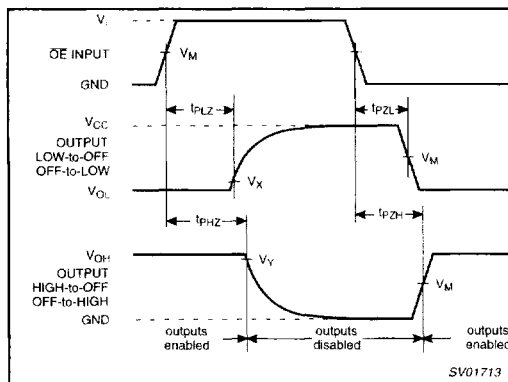 V
OE INPUT
VM
GND
tPLZ
tPZL
VCC
OUTPUT
LOW-to-OFF
OFF-to-LOW
VM
VX
VOL
tPHZ
tPZH
VOH
VY
OUTPUT
HIGH-to-OFF
OFF-to-HIGH
VM
GND
outputs
enabled
outputs
disabled
outputs
enabled
SV01713